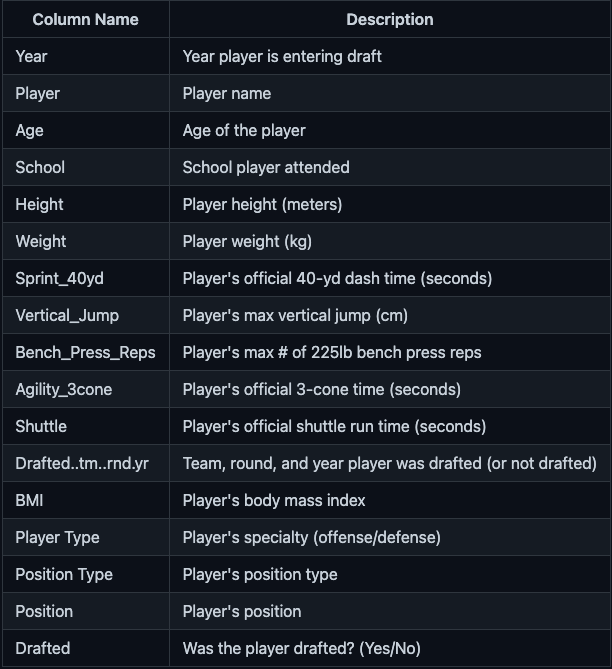 Column Name Description
Year Year player is entering draft
Player Player name
Age Age of the player
School School player attended
Height Player height (meters)
Weight Player weight (kg)
Sprint_40yd Player's official 40-yd dash time (seconds)
Vertical_Jump Player's max vertical jump (cm)
Bench_Press_Reps Player's max # of 225lb bench press reps
Agility_3cone Player's official 3-cone time (seconds)
Shuttle Player's official shuttle run time (seconds)
Drafted..tm..rnd.yr Team, round, and year player was drafted (or not drafted)
BMI Player's body mass index
Player Type Player's specialty (offense/defense)
Position Type Player's position type
Position Player's position
Drafted Was the player drafted? (Yes/No)